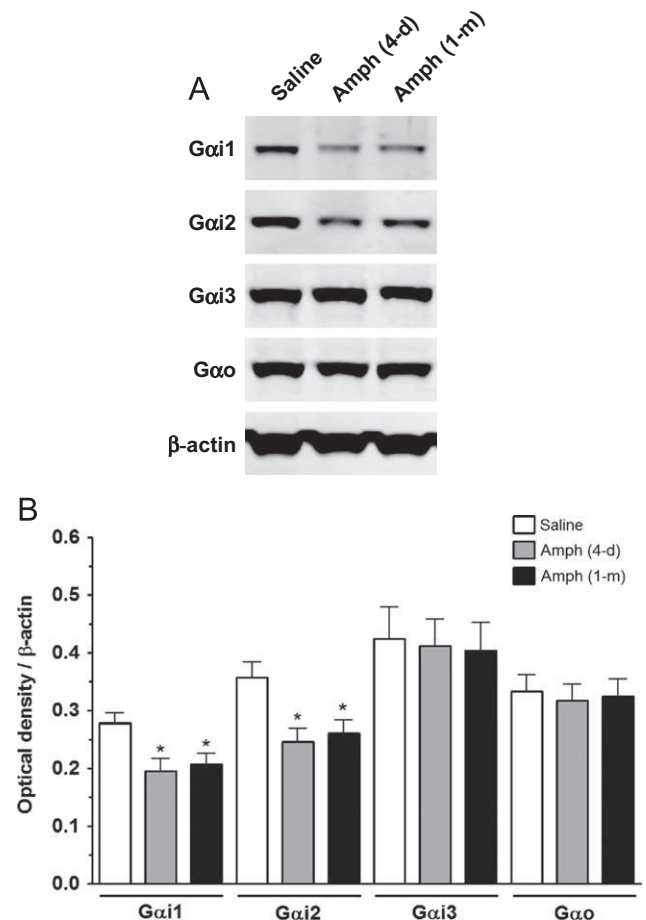 A
Saline
Amph (4-d)
Amph (1-m)
Gαi1
Gαi2
Gαi3
Gαo
β-actin
B
Saline
Amph (4-d)
Amph (1-m)
Optical density / β-actin
0.6
0.5
0.4
0.3
0.2
0.1
0.0
* * * *
Gαi1 Gαi2 Gαi3 Gαo